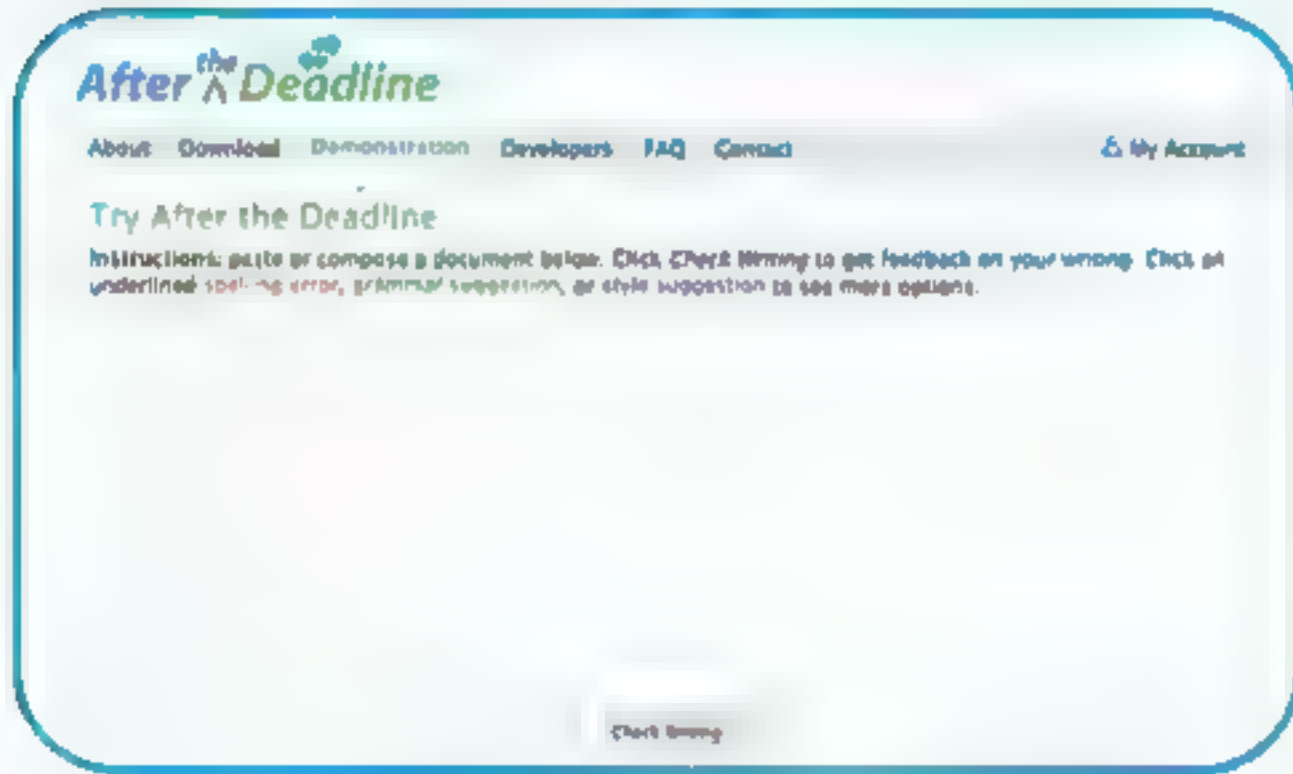 After the Deadline
About Download Demonstration Developers FAQ Contact My Account
Try After the Deadline
Instructions: paste or compose a document below. Click Check Writing to get feedback on your writing. Click an
underlined spelling error, grammar suggestion, or style suggestion to see more options.
Check Writing